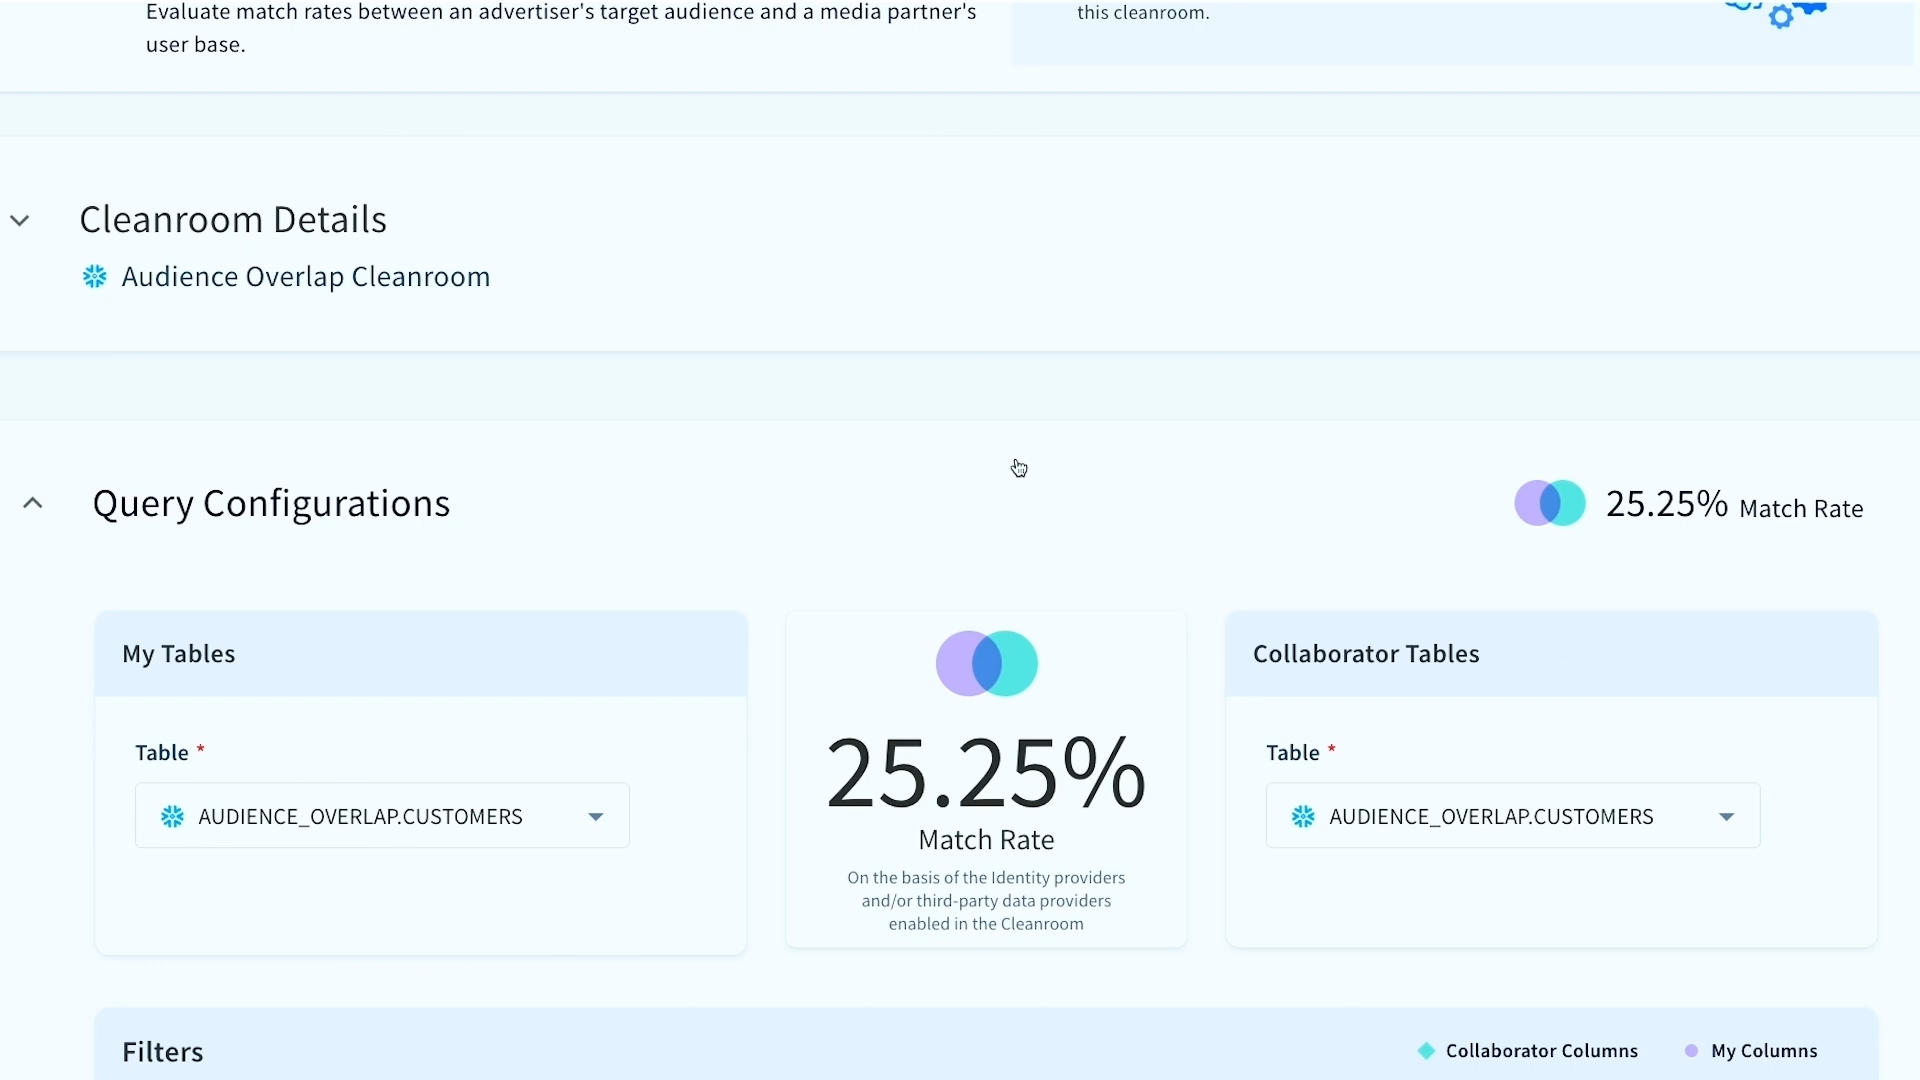 Evaluate match rates between an advertiser's target audience and a media partner's
user base.
this cleanroom.
Cleanroom Details
Audience Overlap Cleanroom
Query Configurations
25.25% Match Rate
My Tables
Table *
AUDIENCE_OVERLAP.CUSTOMERS
25.25%
Match Rate
On the basis of the Identity providers
and/or third-party data providers
enabled in the Cleanroom
Collaborator Tables
Table *
AUDIENCE_OVERLAP.CUSTOMERS
Filters
Collaborator Columns
My Columns